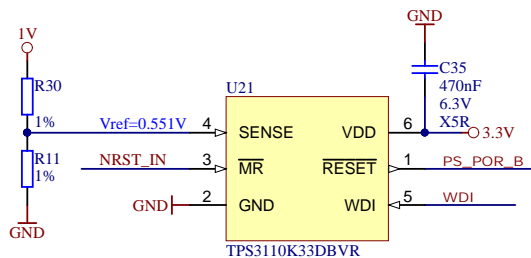 GND
1V
R30
1%
U21
C35
470nF
6.3V
X5R
Vref=0.551V
4 SENSE VDD 6
3.3V
R11
1%
NRST_IN
3 MR RESET 1
PS_POR_B
GND
2 GND WDI 5
WDI
GND
TPS3110K33DBVR